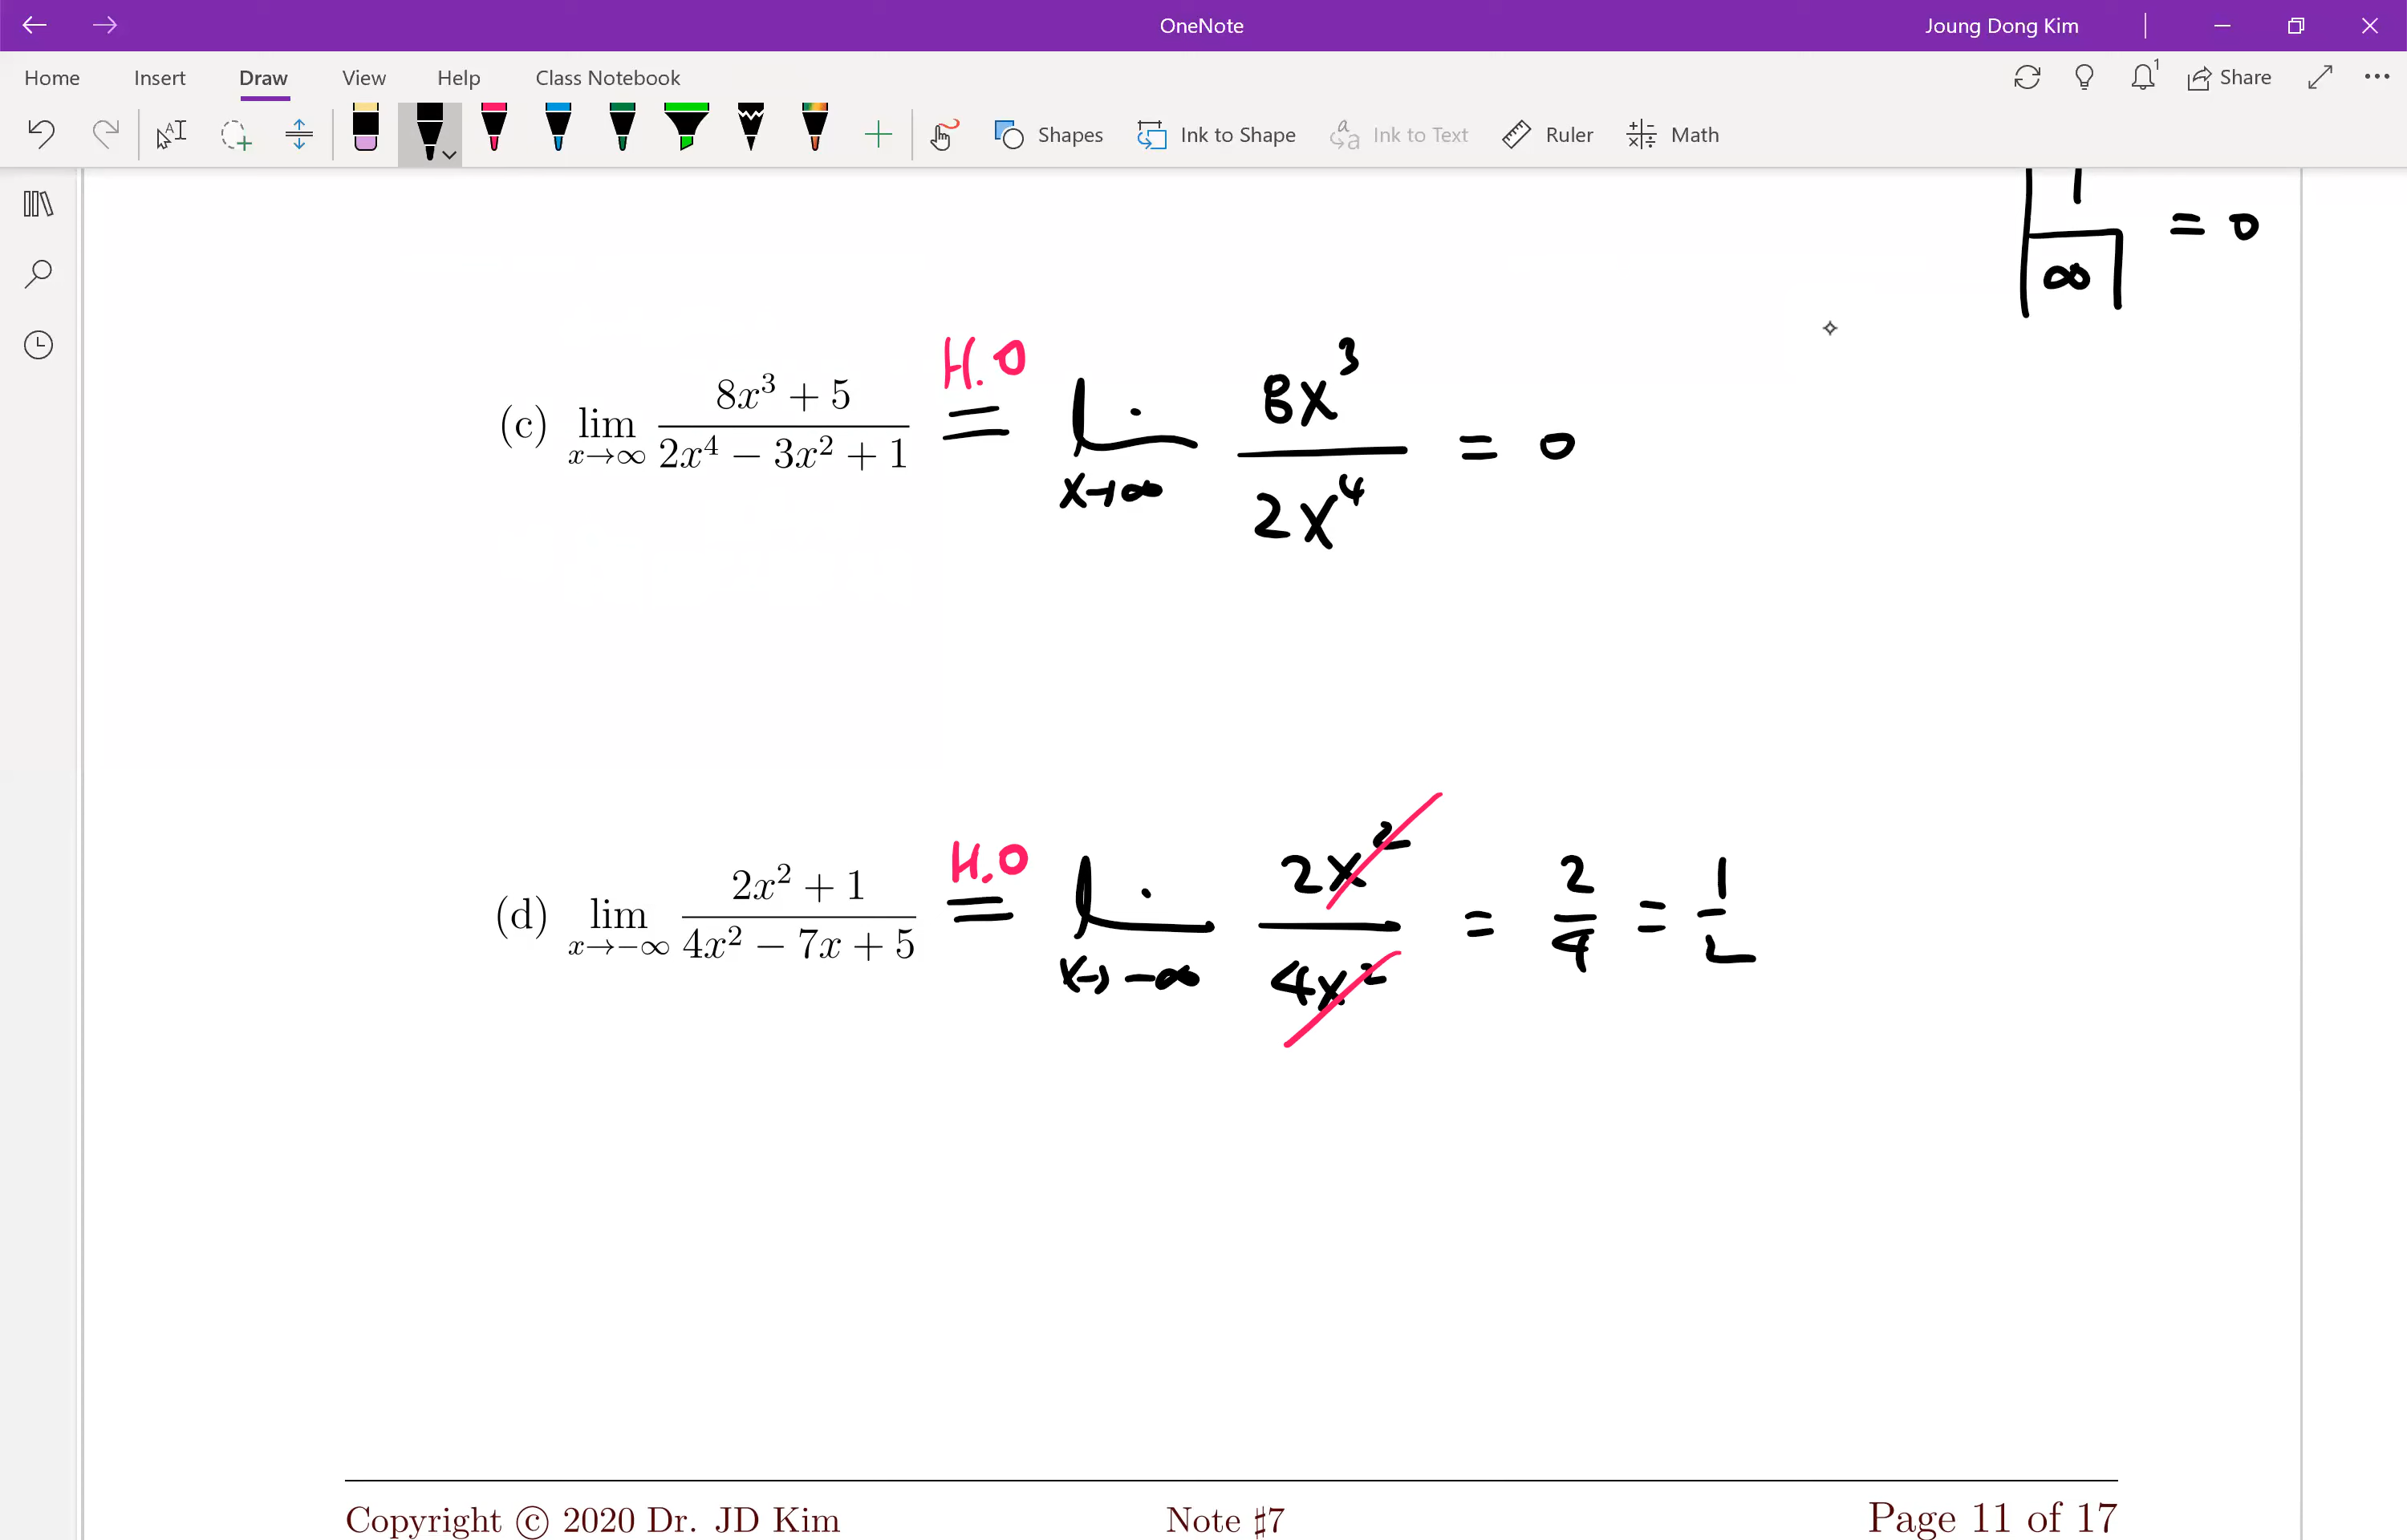 OneNote
Joung Dong Kim
Home Insert Draw View Help Class Notebook
1 Share
Shapes Ink to Shape Ink to Text Ruler Math
1/∞ = 0
(c) lim x→∞ (8x³ + 5)/(2x⁴ − 3x² + 1) H.O = lim x→∞ 8x³/2x⁴ = 0
(d) lim x→−∞ (2x² + 1)/(4x² − 7x + 5) H.O = lim x→−∞ 2x²/4x² = 2/4 = 1/2
Copyright © 2020 Dr. JD Kim
Note ♯7
Page 11 of 17